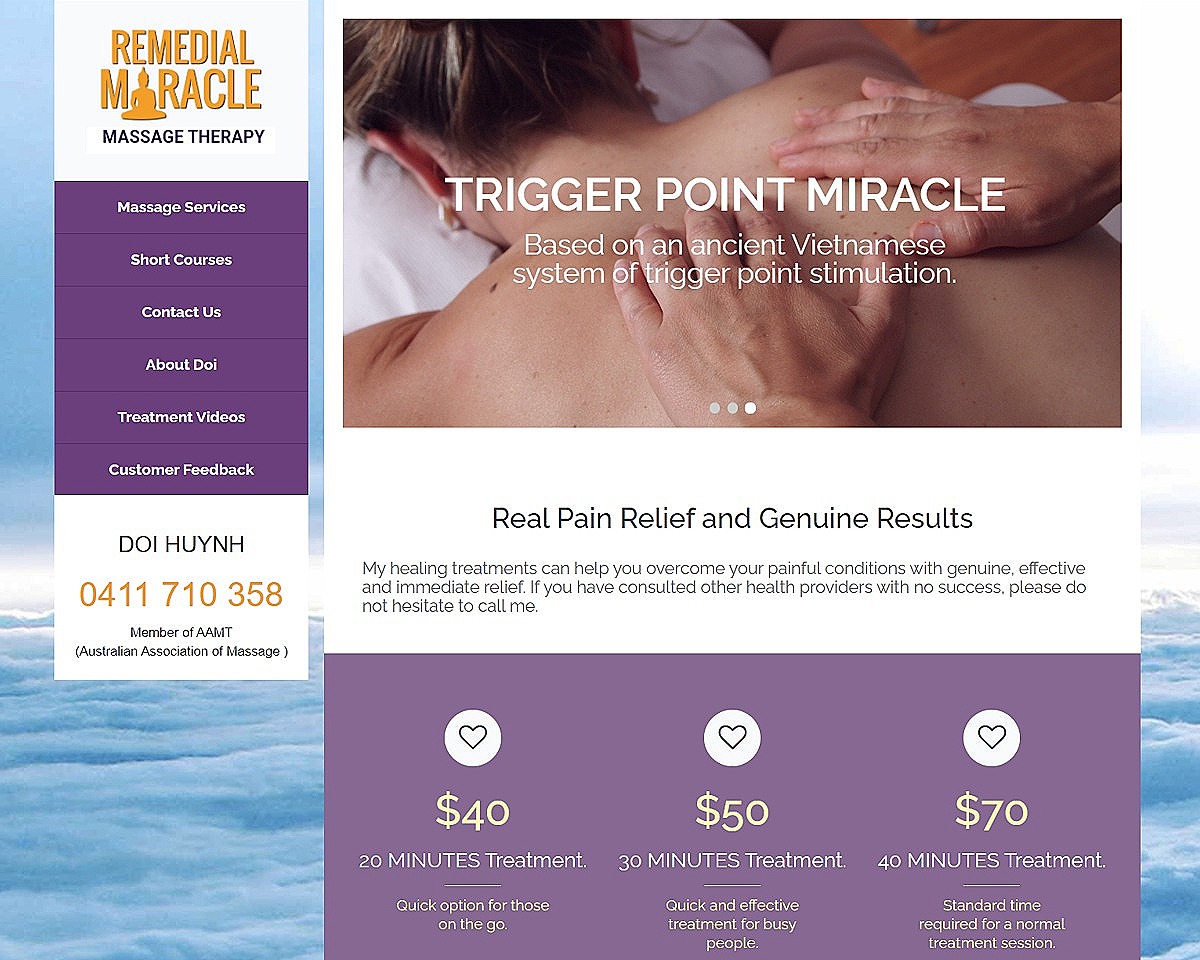 REMEDIAL
MIRACLE
MASSAGE THERAPY
Massage Services
Short Courses
Contact Us
About Doi
Treatment Videos
Customer Feedback
DOI HUYNH
0411 710 358
Member of AAMT
(Australian Association of Massage )
TRIGGER POINT MIRACLE
Based on an ancient Vietnamese
system of trigger point stimulation.
Real Pain Relief and Genuine Results
My healing treatments can help you overcome your painful conditions with genuine, effective
and immediate relief. If you have consulted other health providers with no success, please do
not hesitate to call me.
$40
20 MINUTES Treatment.
Quick option for those
on the go.
$50
30 MINUTES Treatment.
Quick and effective
treatment for busy
people.
$70
40 MINUTES Treatment.
Standard time
required for a normal
treatment session.